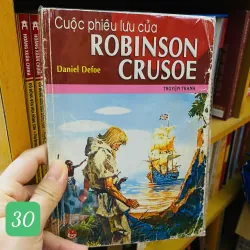 Cuộc phiêu lưu của
ROBINSON
CRUSOE
Daniel Defoe
TRUYỆN TRANH
30